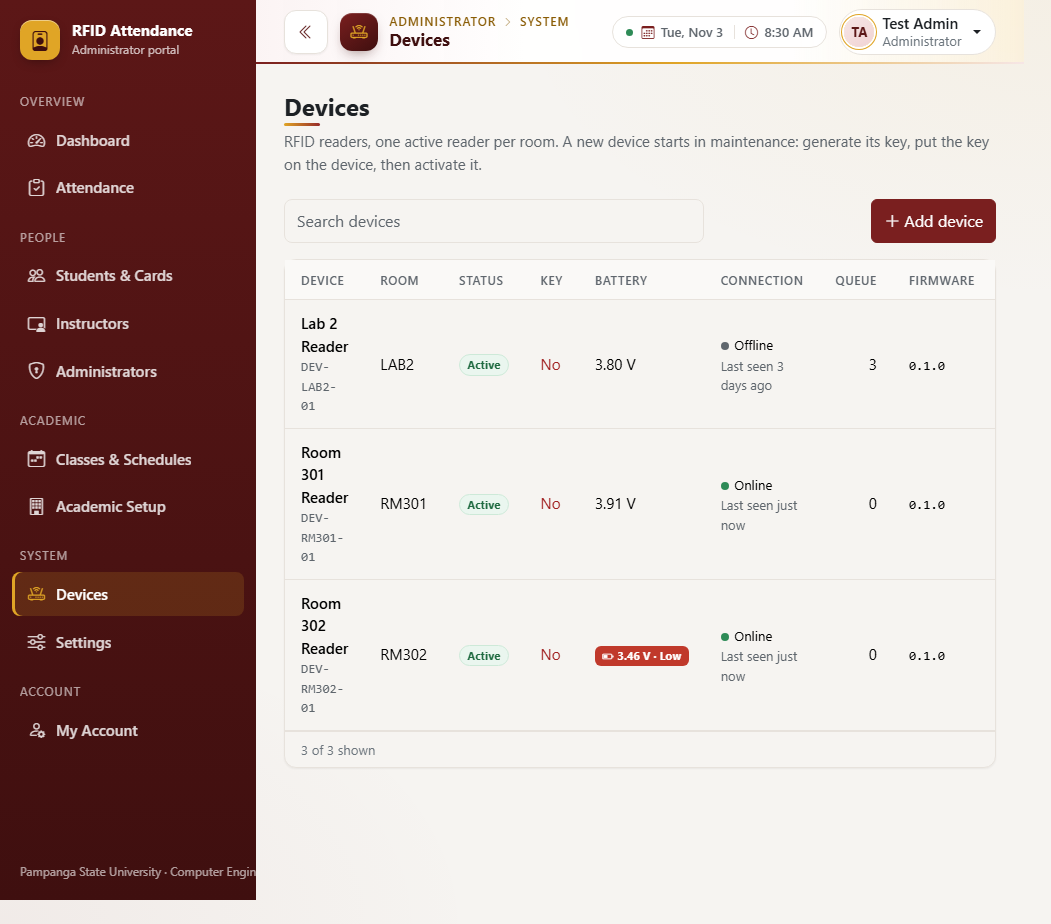 RFID Attendance
Administrator portal
OVERVIEW
Dashboard
Attendance
PEOPLE
Students & Cards
Instructors
Administrators
ACADEMIC
Classes & Schedules
Academic Setup
SYSTEM
Devices
Settings
ACCOUNT
My Account
Pampanga State University · Computer Engin
ADMINISTRATOR > SYSTEM
Devices
Tue, Nov 3
8:30 AM
TA
Test Admin
Administrator
Devices
RFID readers, one active reader per room. A new device starts in maintenance: generate its key, put the key
on the device, then activate it.
Search devices
+ Add device
DEVICE ROOM STATUS KEY BATTERY CONNECTION QUEUE FIRMWARE
Lab 2
Reader
DEV-
LAB2-
01
LAB2
Active
No
3.80 V
Offline
Last seen 3
days ago
3
0.1.0
Room
301
Reader
DEV-
RM301-
01
RM301
Active
No
3.91 V
Online
Last seen just
now
0
0.1.0
Room
302
Reader
DEV-
RM302-
01
RM302
Active
No
3.46 V · Low
Online
Last seen just
now
0
0.1.0
3 of 3 shown